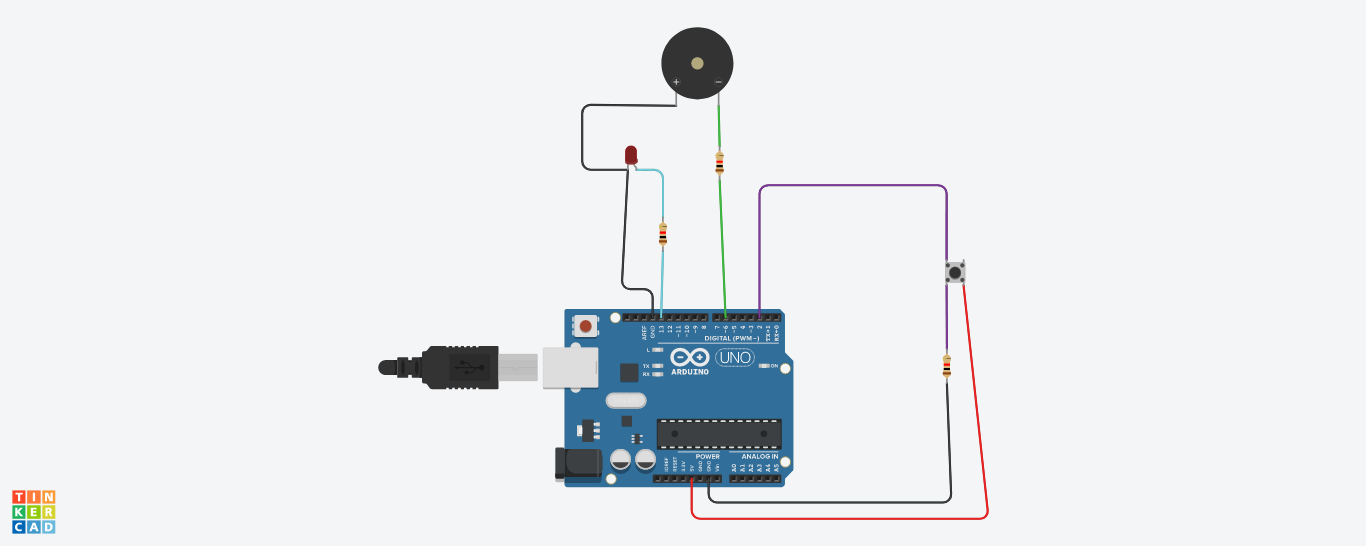 + −
AREF
GND
13
12
~11
~10
~9
8
7
~6
~5
4
~3
2
TX→1
RX←0
DIGITAL (PWM~)
L
TX
RX
ARDUINO
UNO
ON
POWER
ANALOG IN
IOREF
RESET
3.3V
5V
GND
GND
Vin
A0
A1
A2
A3
A4
A5
TIN
KER
CAD